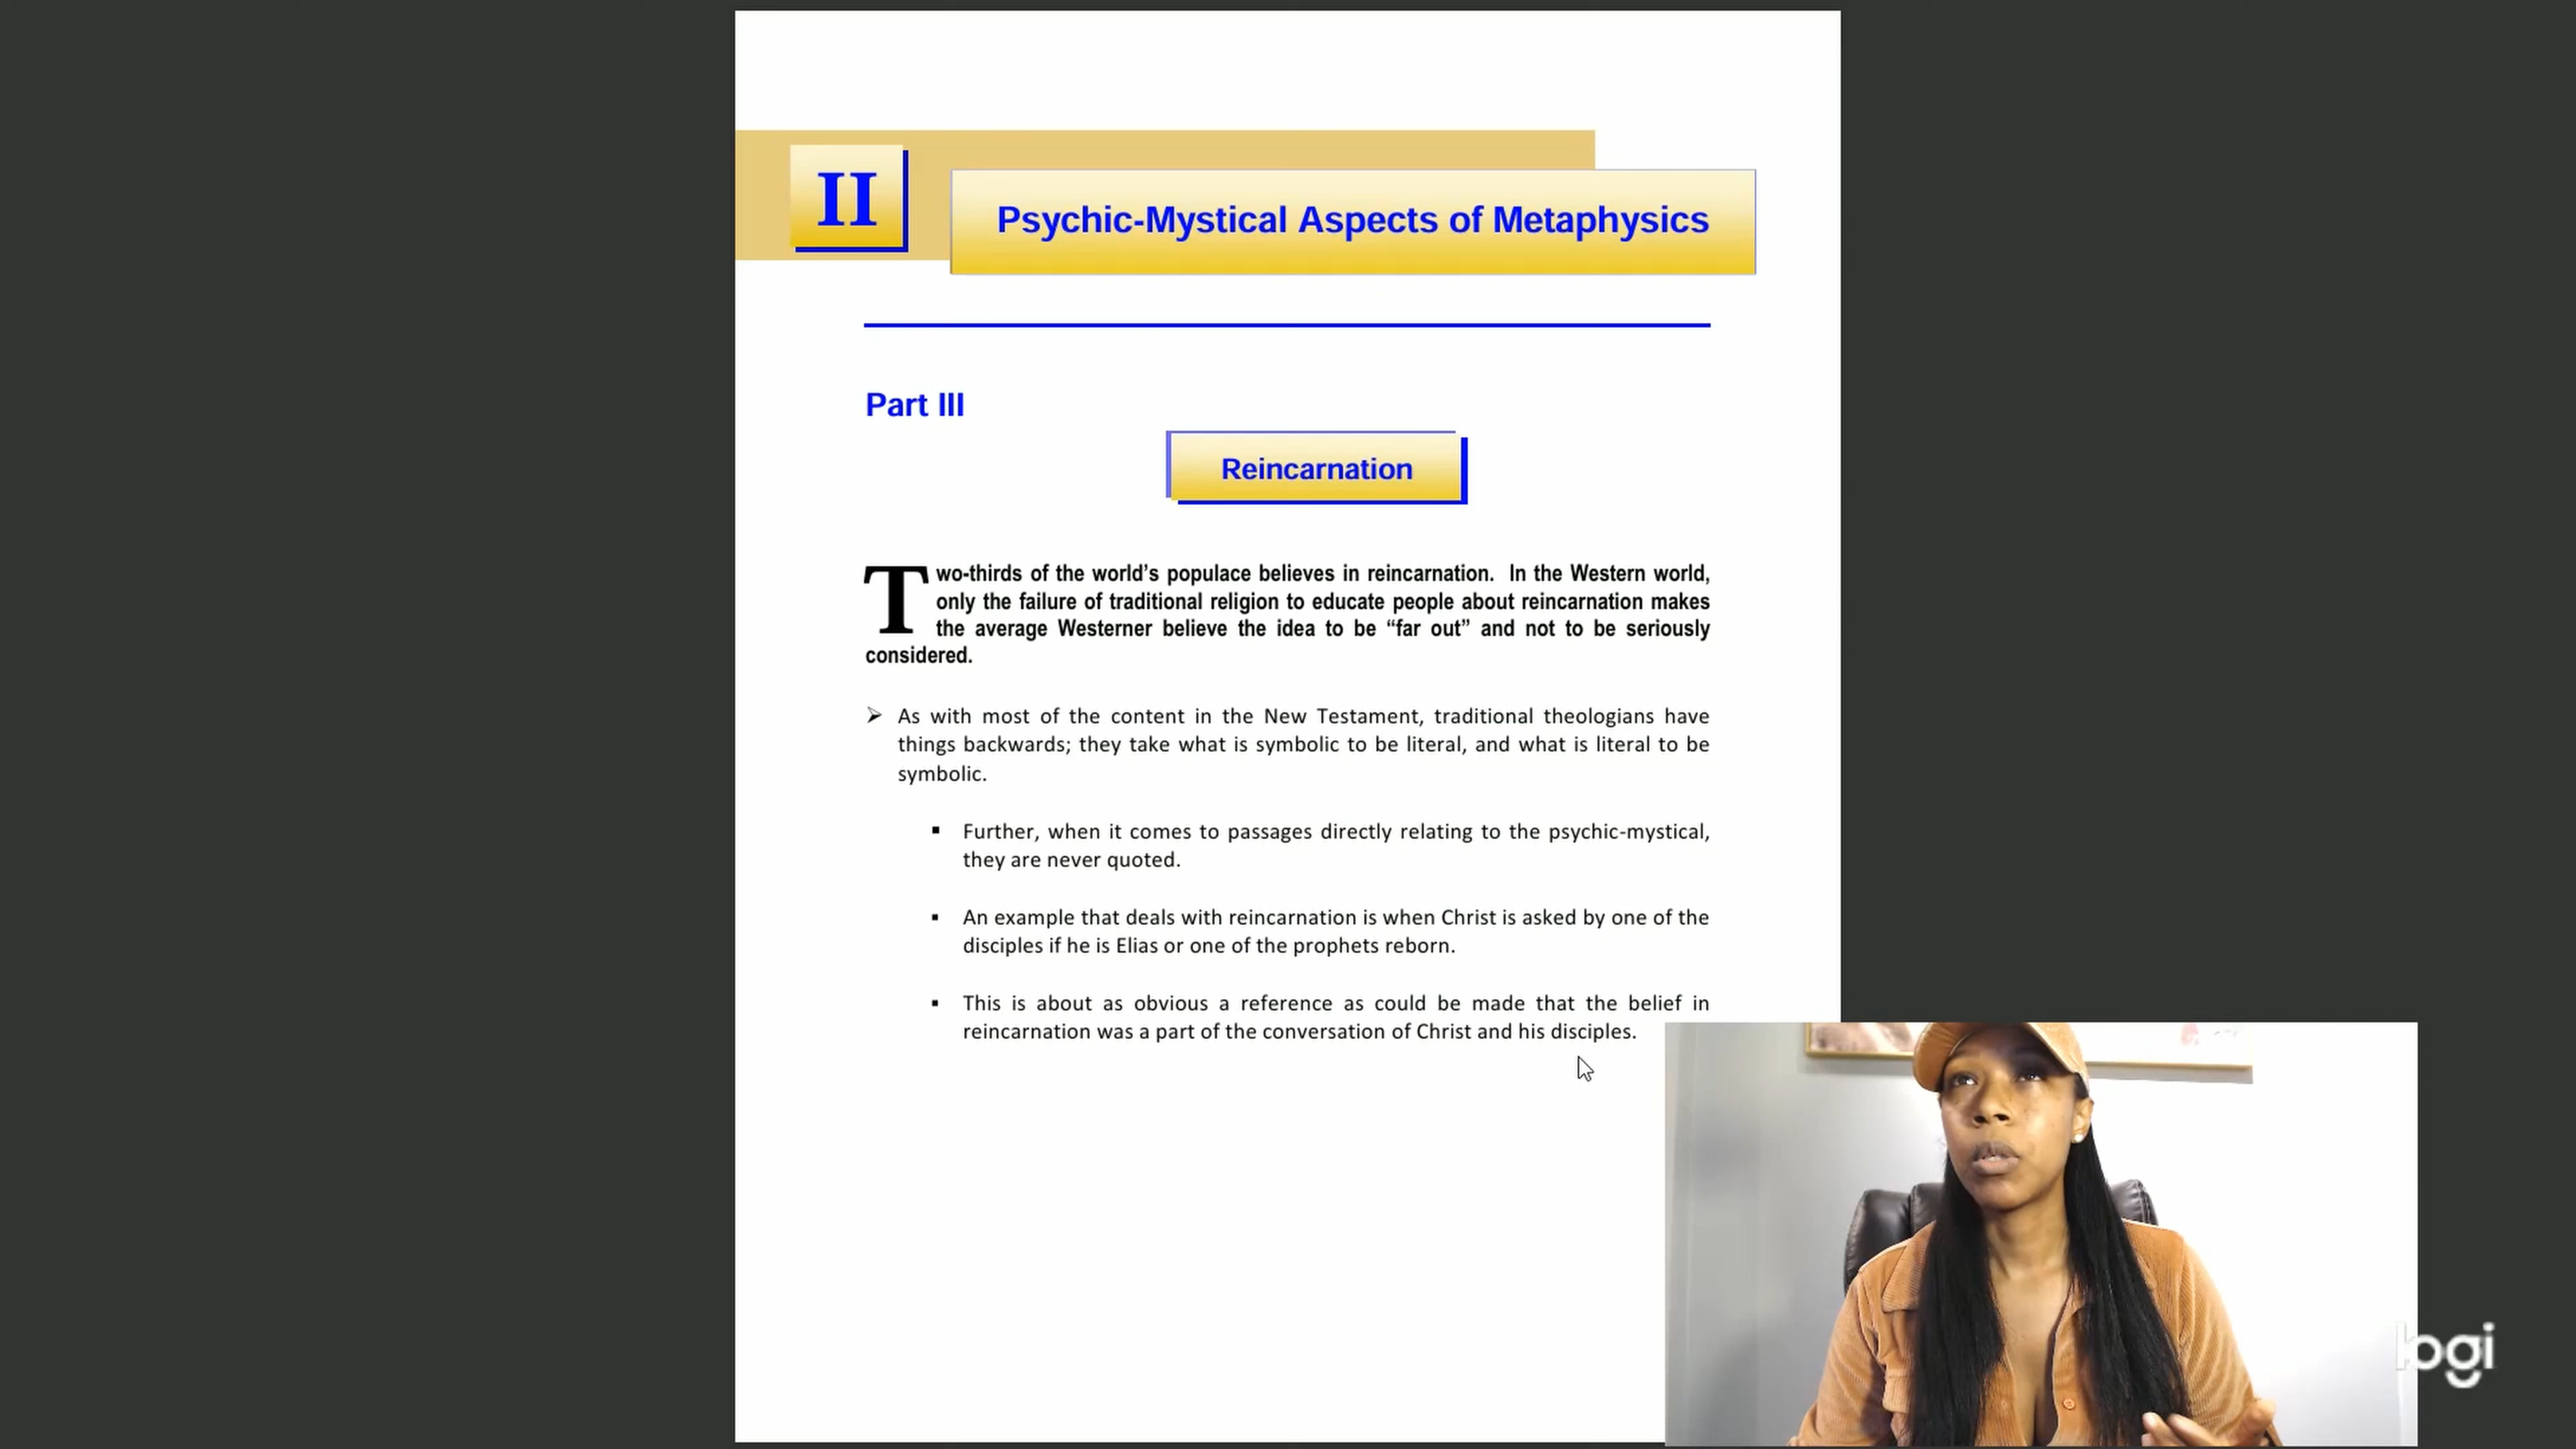 II
Psychic-Mystical Aspects of Metaphysics
Part III
Reincarnation
Two-thirds of the world’s populace believes in reincarnation. In the Western world,
only the failure of traditional religion to educate people about reincarnation makes
the average Westerner believe the idea to be “far out” and not to be seriously
considered.
➢ As with most of the content in the New Testament, traditional theologians have
things backwards; they take what is symbolic to be literal, and what is literal to be
symbolic.
▪ Further, when it comes to passages directly relating to the psychic-mystical,
they are never quoted.
▪ An example that deals with reincarnation is when Christ is asked by one of the
disciples if he is Elias or one of the prophets reborn.
▪ This is about as obvious a reference as could be made that the belief in
reincarnation was a part of the conversation of Christ and his disciples.
logi